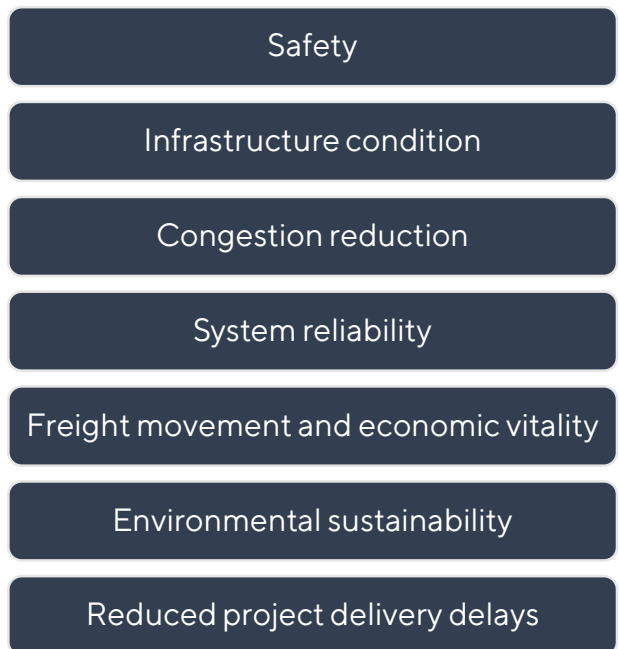 Safety
Infrastructure condition
Congestion reduction
System reliability
Freight movement and economic vitality
Environmental sustainability
Reduced project delivery delays